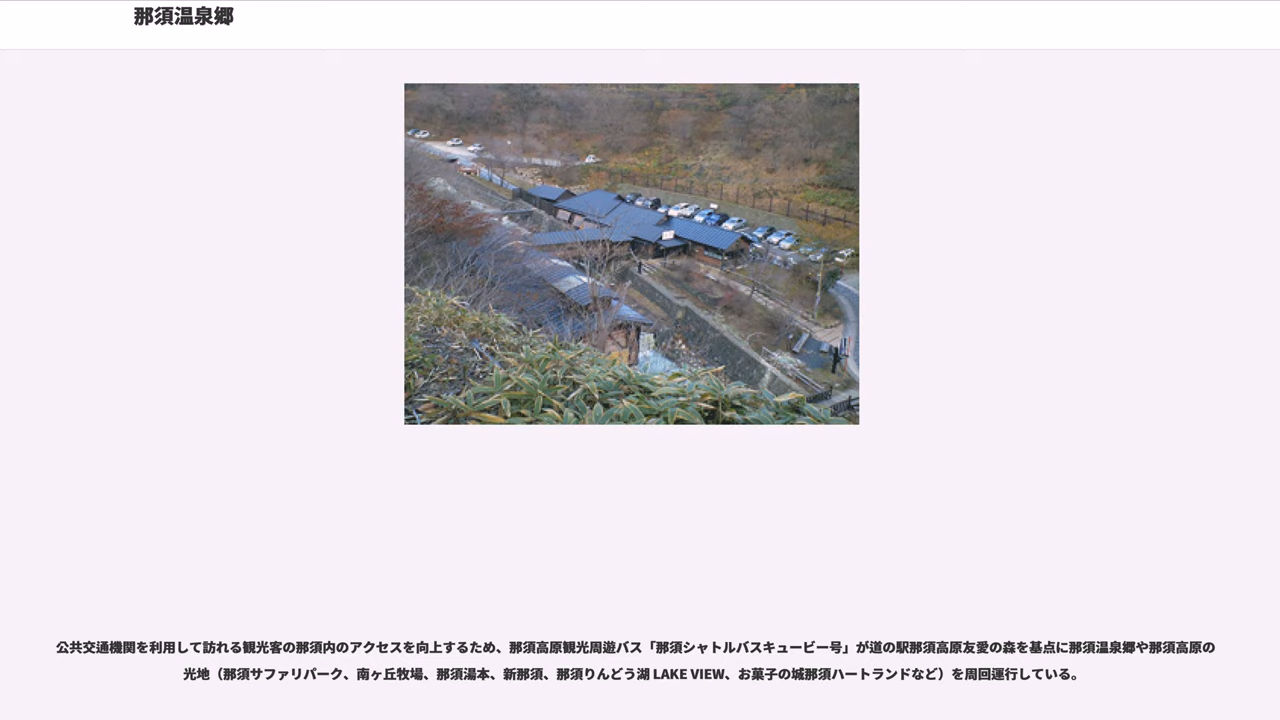 那須温泉郷
公共交通機関を利用して訪れる観光客の那須内のアクセスを向上するため、那須高原観光周遊バス「那須シャトルバスキュービー号」が道の駅那須高原友愛の森を基点に那須温泉郷や那須高原の
光地（那須サファリパーク、南ヶ丘牧場、那須湯本、新那須、那須りんどう湖 LAKE VIEW、お菓子の城那須ハートランドなど）を周回運行している。